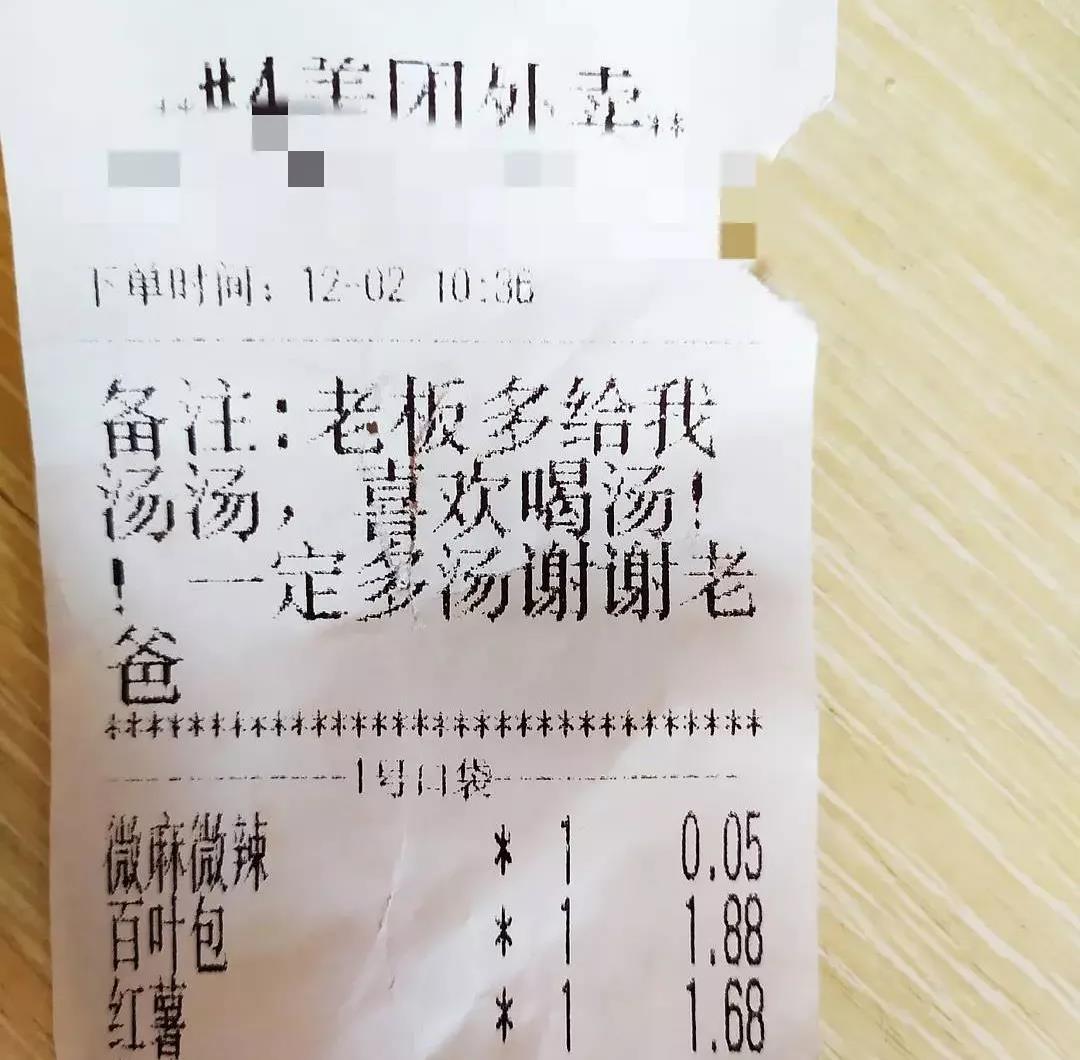 **#4美团外卖**
下单时间: 12-02 10:36
备注:老板多给我
汤汤,喜欢喝汤!
!一定多汤谢谢老
爸
********************************
1号口袋
微麻微辣 * 1 0.05
百叶包 * 1 1.88
红薯 * 1 1.68